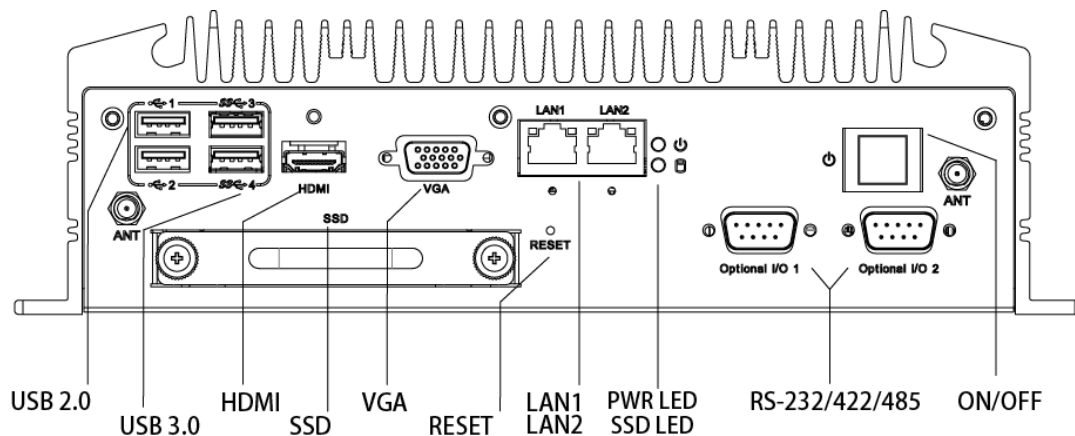 1
SS 3
LAN1 LAN2
2
SS 4
HDMI
VGA
ANT
ANT
SSD
RESET
Optional I/O 1
Optional I/O 2
USB 2.0
HDMI
VGA
LAN1
PWR LED
RS-232/422/485
ON/OFF
USB 3.0
SSD
RESET
LAN2
SSD LED